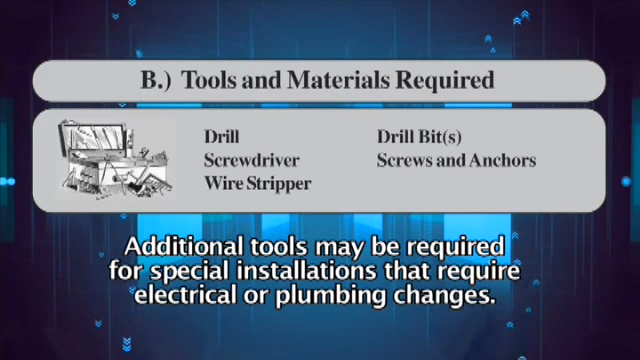 B.) Tools and Materials Required
Drill
Screwdriver
Wire Stripper
Drill Bit(s)
Screws and Anchors
Additional tools may be required
for special installations that require
electrical or plumbing changes.